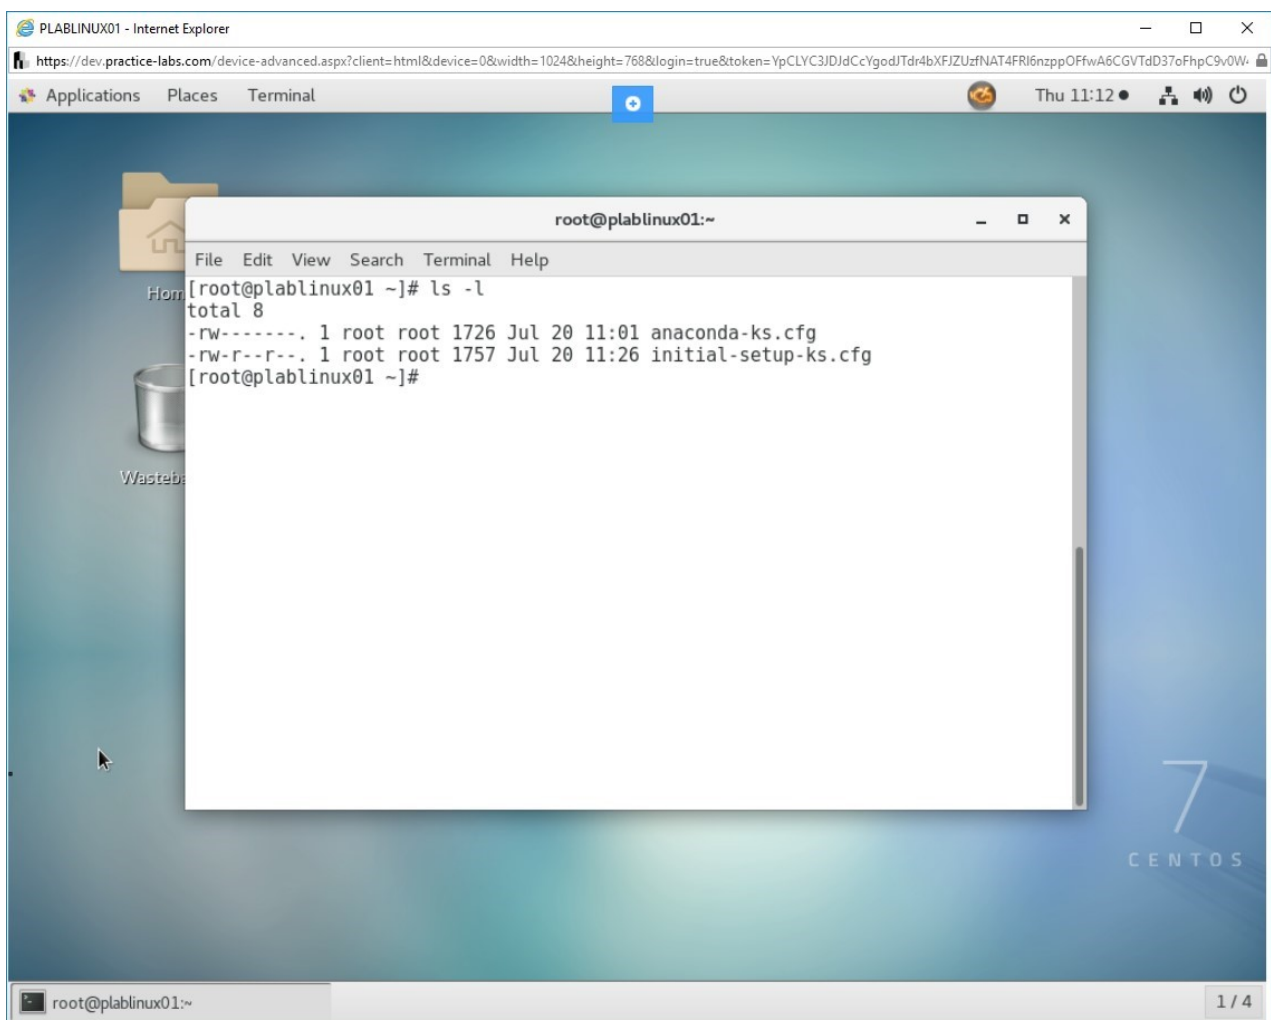 PLABLINUX01 - Internet Explorer
https://dev.practice-labs.com/device-advanced.aspx?client=html&device=0&width=1024&height=768&login=true&token=YpCLYC3JDJdCcYgodJTdr4bXFJZUzfNAT4FRl6nzppOFfwA6CGVTdD37oFhpC9v0W
Applications Places Terminal Thu 11:12
root@plablinux01:~
File Edit View Search Terminal Help
Hom
[root@plablinux01 ~]# ls -l
total 8
-rw-------. 1 root root 1726 Jul 20 11:01 anaconda-ks.cfg
-rw-r--r--. 1 root root 1757 Jul 20 11:26 initial-setup-ks.cfg
[root@plablinux01 ~]#
Wasteb
7
CENTOS
root@plablinux01:~
1 / 4